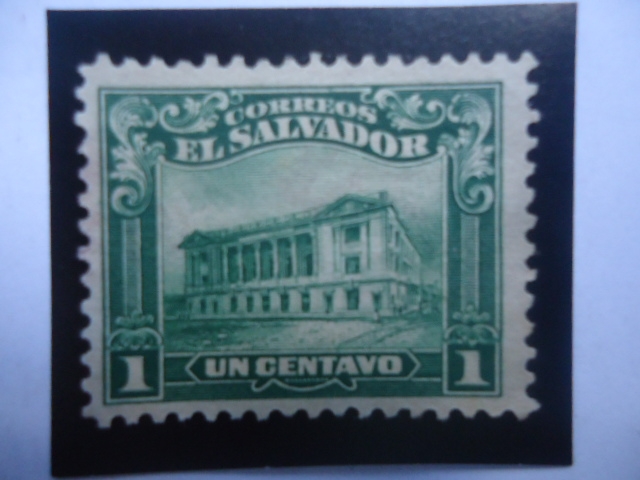 CORREOS
EL SALVADOR
1 UN CENTAVO 1